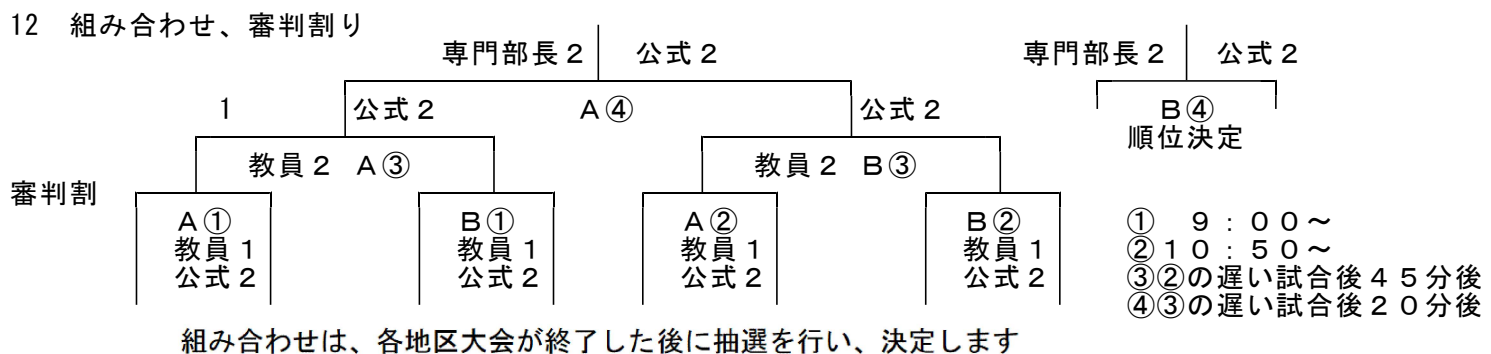 12　組み合わせ、審判割り
専門部長２　公式２　専門部長２　公式２
１　公式２　Ａ④　公式２　Ｂ④
順位決定
教員２　Ａ③　教員２　Ｂ③
審判割
Ａ①　Ｂ①　Ａ②　Ｂ②
教員１　教員１　教員１　教員１
公式２　公式２　公式２　公式２
①　９：００～
②１０：５０～
③②の遅い試合後４５分後
④③の遅い試合後２０分後
組み合わせは、各地区大会が終了した後に抽選を行い、決定します